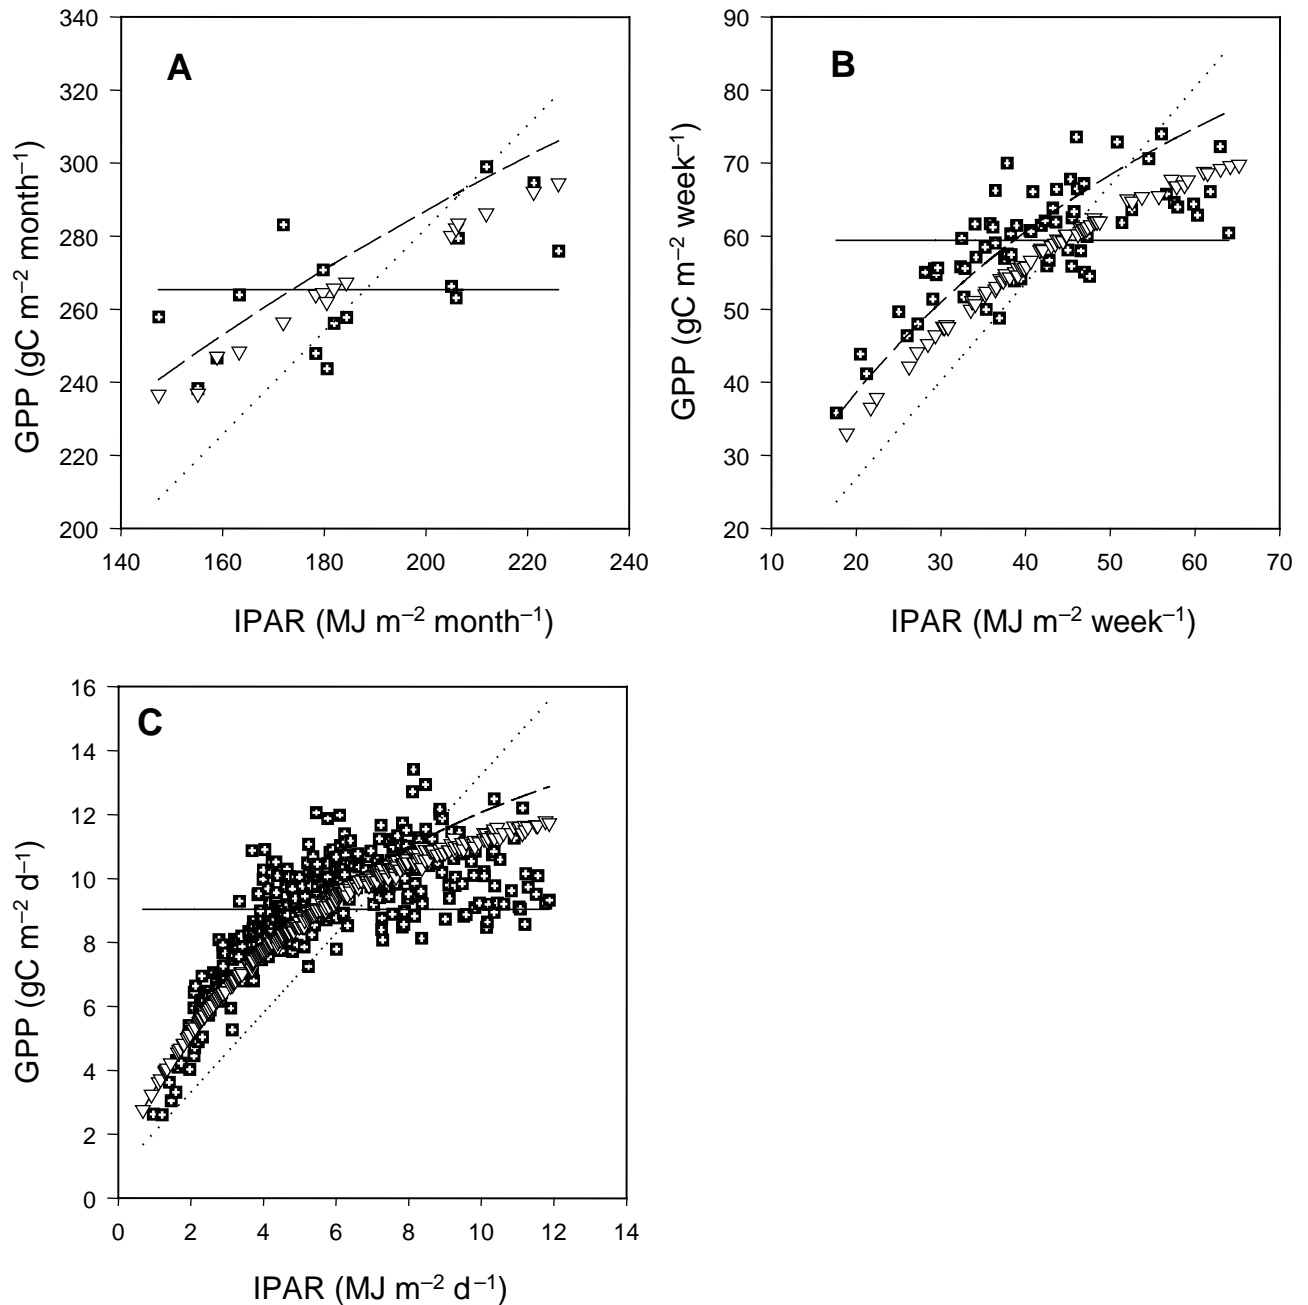 A
GPP (gC m⁻² month⁻¹)
340
320
300
280
260
240
220
200
140 160 180 200 220 240
IPAR (MJ m⁻² month⁻¹)
B
GPP (gC m⁻² week⁻¹)
90
80
70
60
50
40
30
20
10 20 30 40 50 60 70
IPAR (MJ m⁻² week⁻¹)
C
GPP (gC m⁻² d⁻¹)
16
14
12
10
8
6
4
2
0
0 2 4 6 8 10 12 14
IPAR (MJ m⁻² d⁻¹)